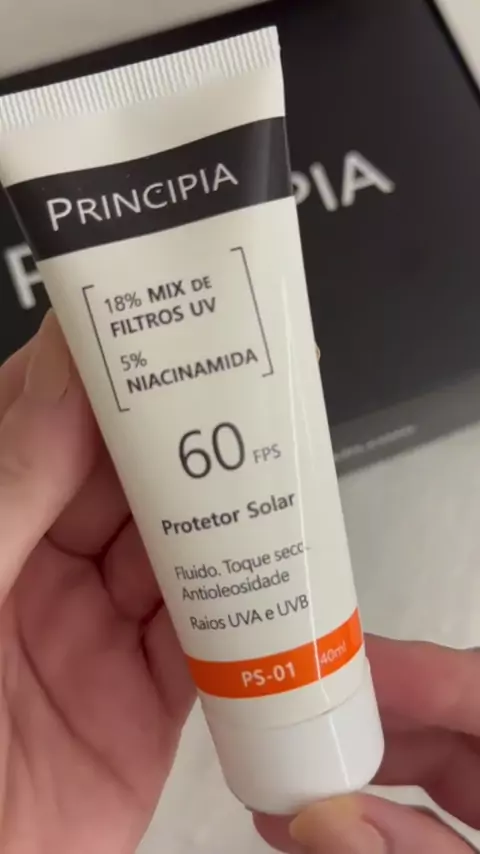 PRINCIPIA
18% MIX DE
FILTROS UV
5%
NIACINAMIDA
60 FPS
Protetor Solar
Fluido. Toque seco.
Antioleosidade
Raios UVA e UVB
PS-01 40ml
PIA